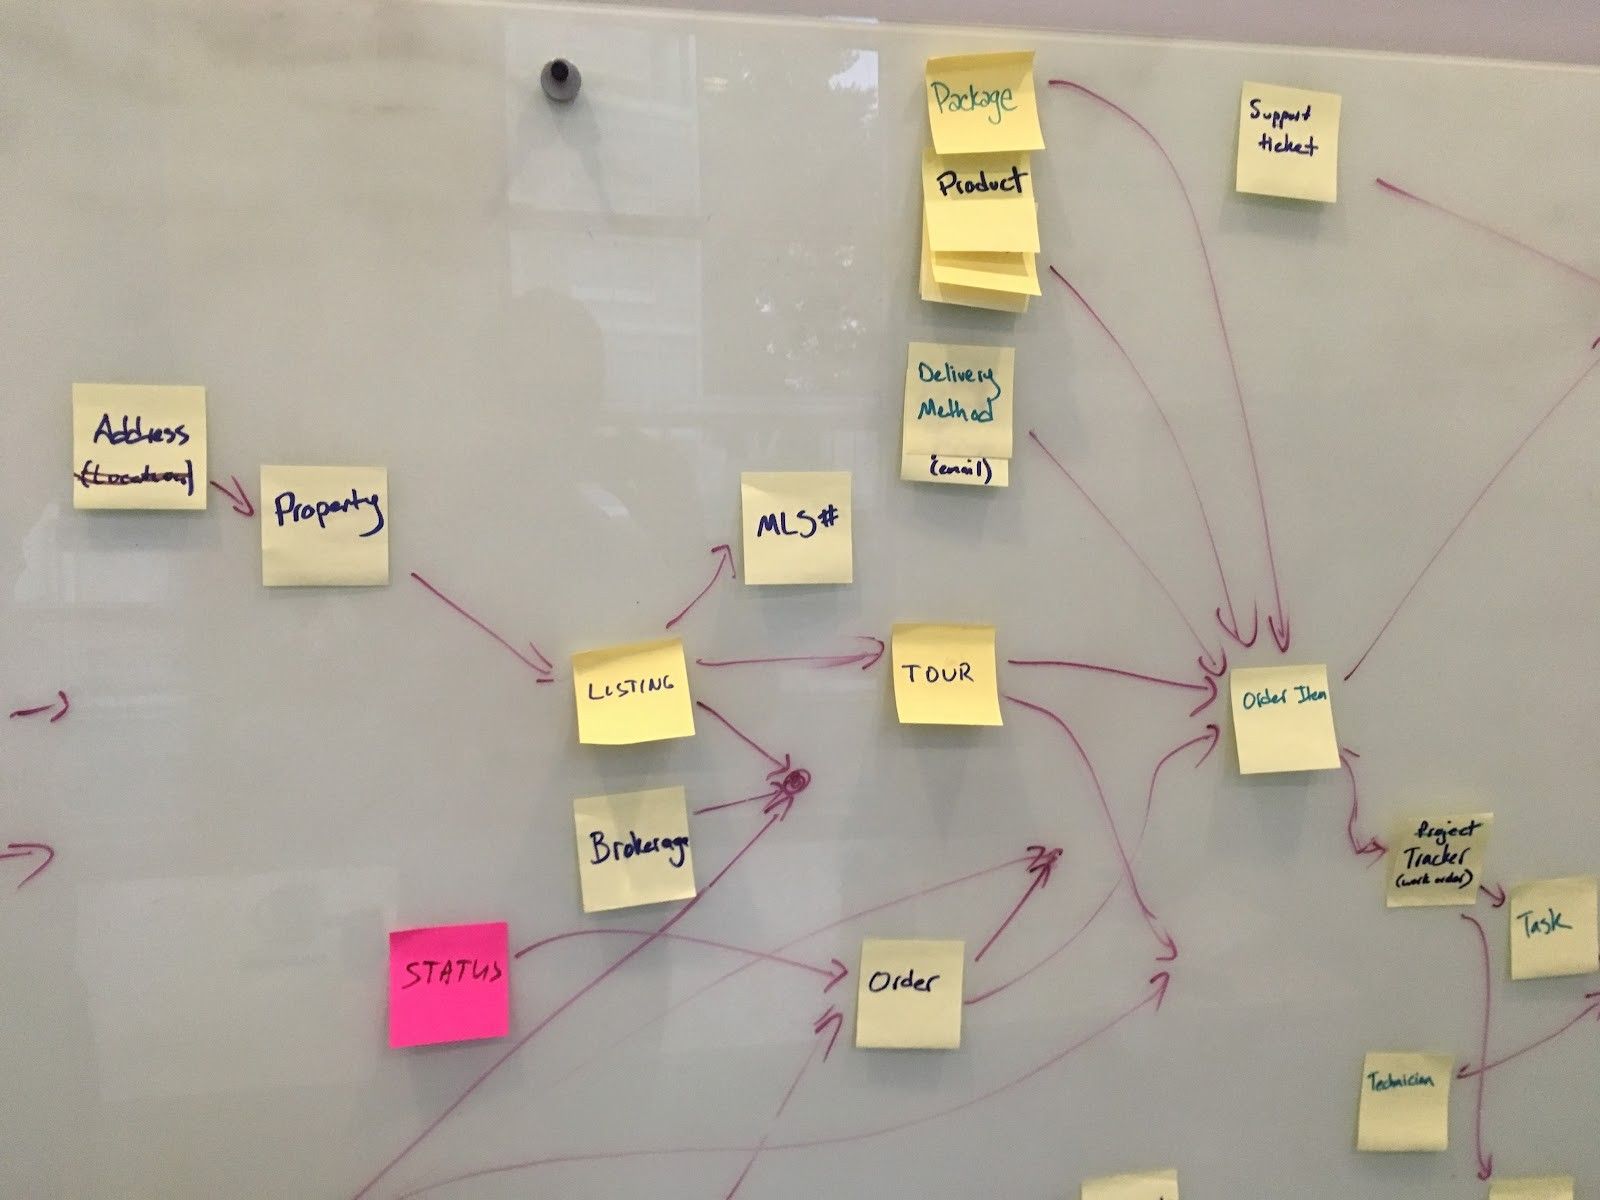 Package
Support
ticket
Product
Delivery
Method
(email)
Address
(Location)
Property
MLS#
LISTING
TOUR
Order Item
Brokerage
Project
Tracker
(work order)
Task
STATUS
Order
Technician